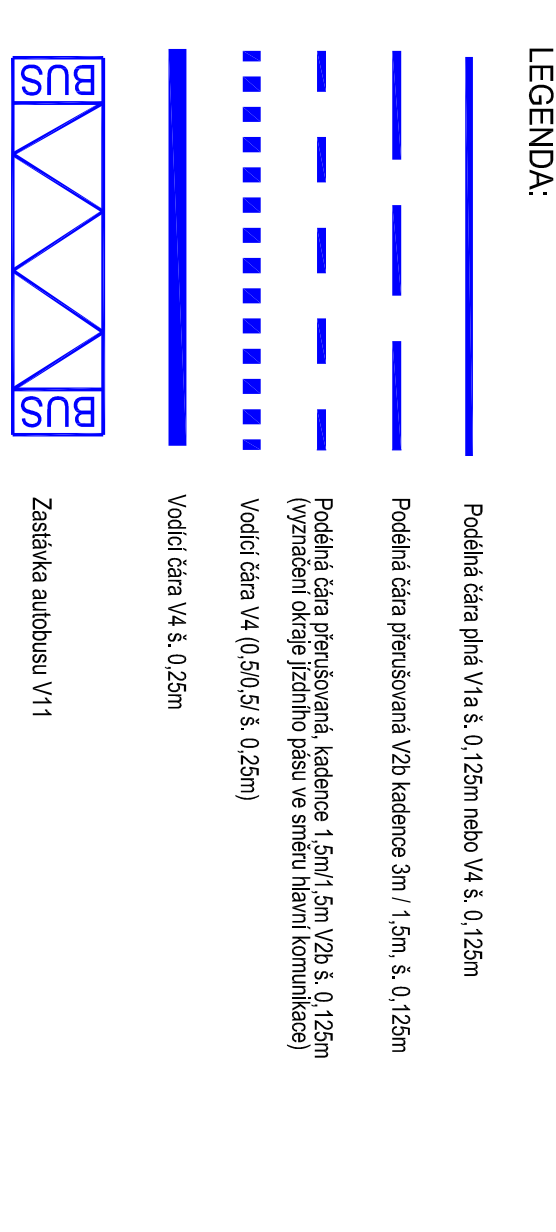 LEGENDA:
Podélná čára plná V1a š. 0,125m nebo V4 š. 0,125m
Podélná čára přerušovaná V2b kadence 3m / 1,5m, š. 0,125m
Podélná čára přerušovaná, kadence 1,5m/1,5m V2b š. 0,125m
(vyznačení okraje jízdního pásu ve směru hlavní komunikace)
Vodící čára V4 (0,5/0,5/ š. 0,25m)
Vodící čára V4 š. 0,25m
BUS
BUS
Zastávka autobusu V11